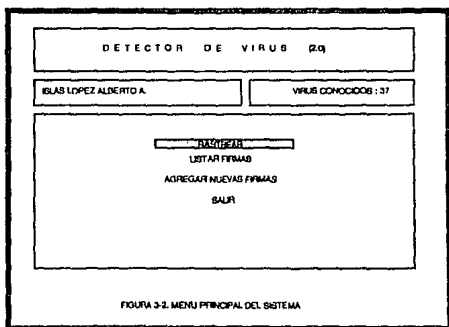 DETECTOR DE VIRUS (2.0)
ISLAS LOPEZ ALBERTO A.
VIRUS CONOCIDOS : 37
RASTREAR
LISTAR FIRMAS
AGREGAR NUEVAS FIRMAS
SALIR
FIGURA 3-2. MENU PRINCIPAL DEL SISTEMA